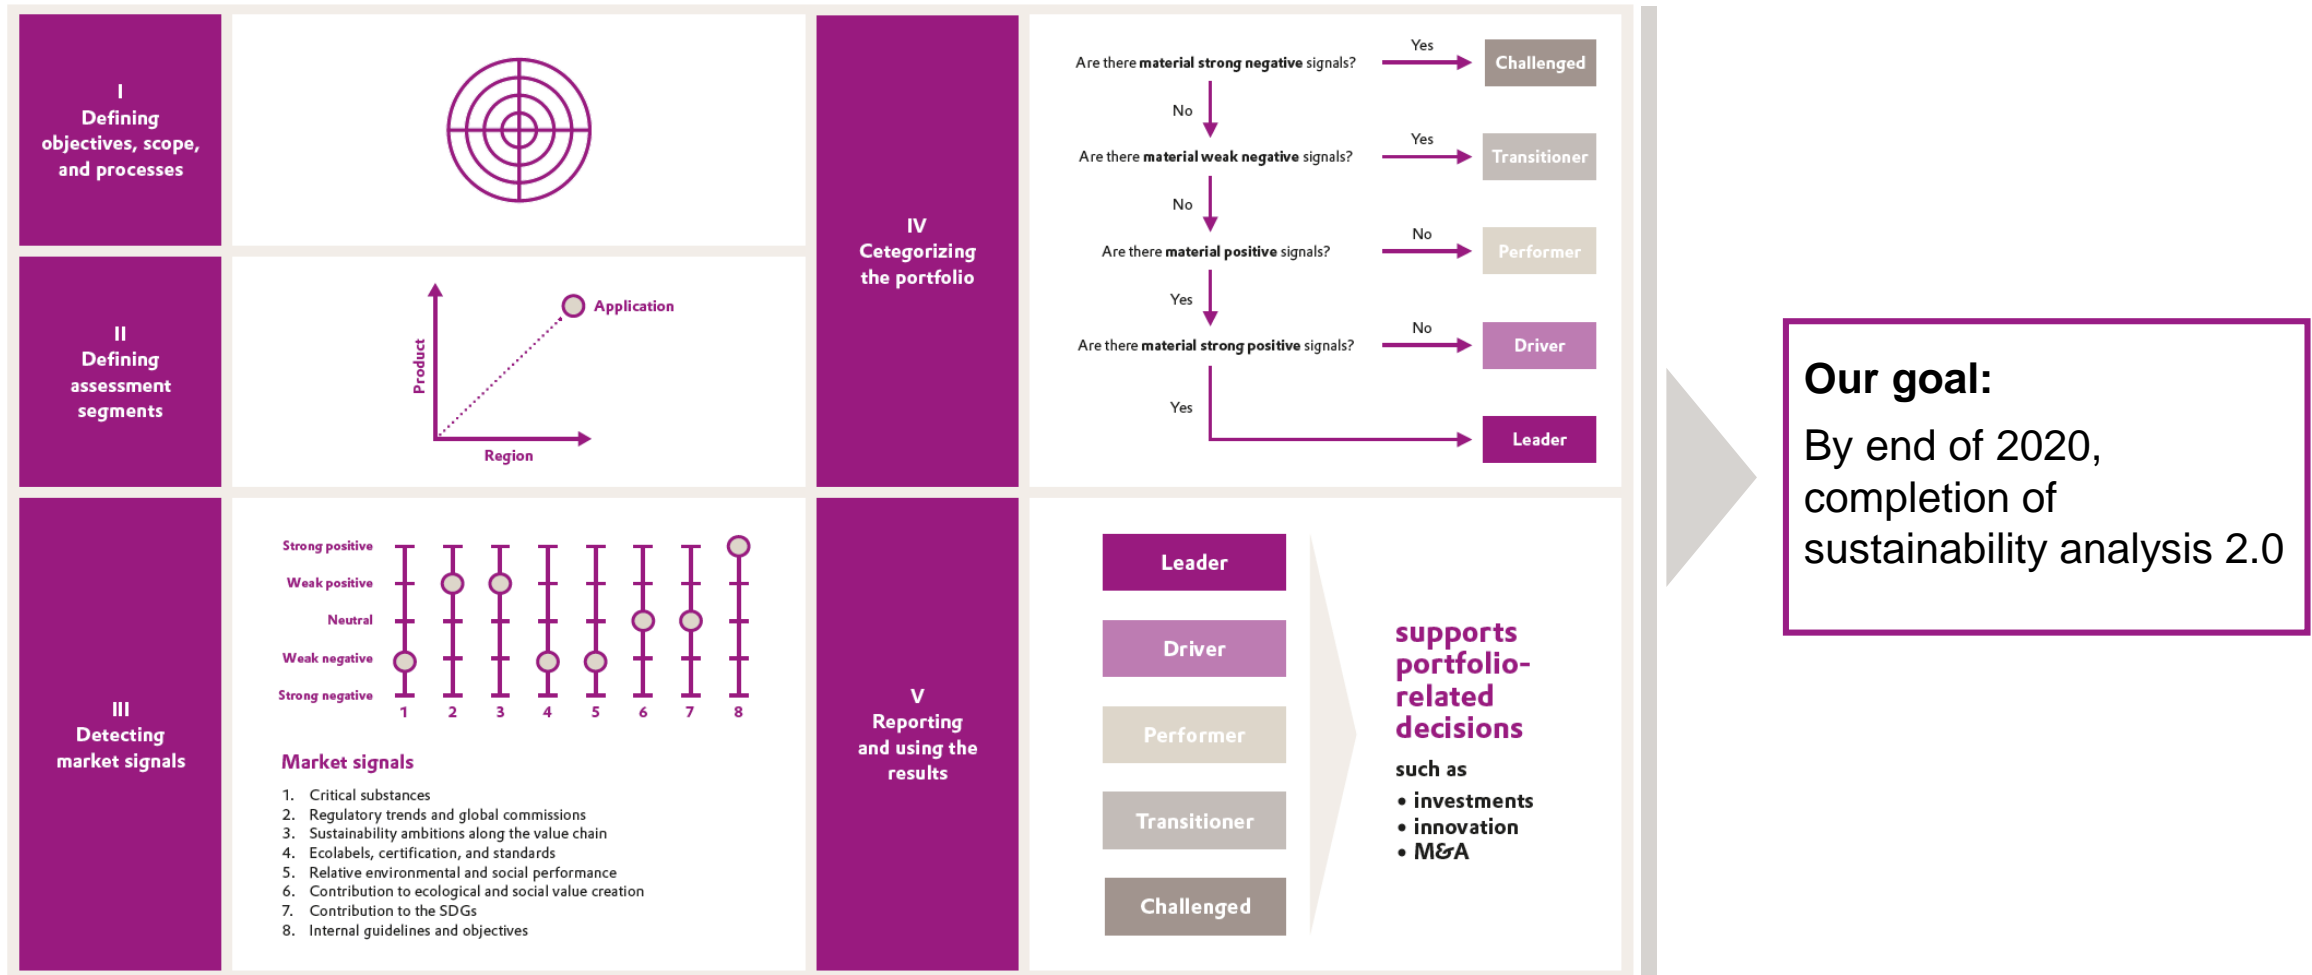 I
Defining
objectives, scope,
and processes
II
Defining
assessment
segments
Product
Application
Region
III
Detecting
market signals
Strong positive
Weak positive
Neutral
Weak negative
Strong negative
1 2 3 4 5 6 7 8
Market signals
1. Critical substances
2. Regulatory trends and global commissions
3. Sustainability ambitions along the value chain
4. Ecolabels, certification, and standards
5. Relative environmental and social performance
6. Contribution to ecological and social value creation
7. Contribution to the SDGs
8. Internal guidelines and objectives
IV
Cetegorizing
the portfolio
Are there material strong negative signals?
Yes
Challenged
No
Are there material weak negative signals?
Yes
Transitioner
No
Are there material positive signals?
No
Performer
Yes
Are there material strong positive signals?
No
Driver
Yes
Leader
V
Reporting
and using the
results
Leader
Driver
Performer
Transitioner
Challenged
supports
portfolio-
related
decisions
such as
• investments
• innovation
• M&A
Our goal:
By end of 2020,
completion of
sustainability analysis 2.0